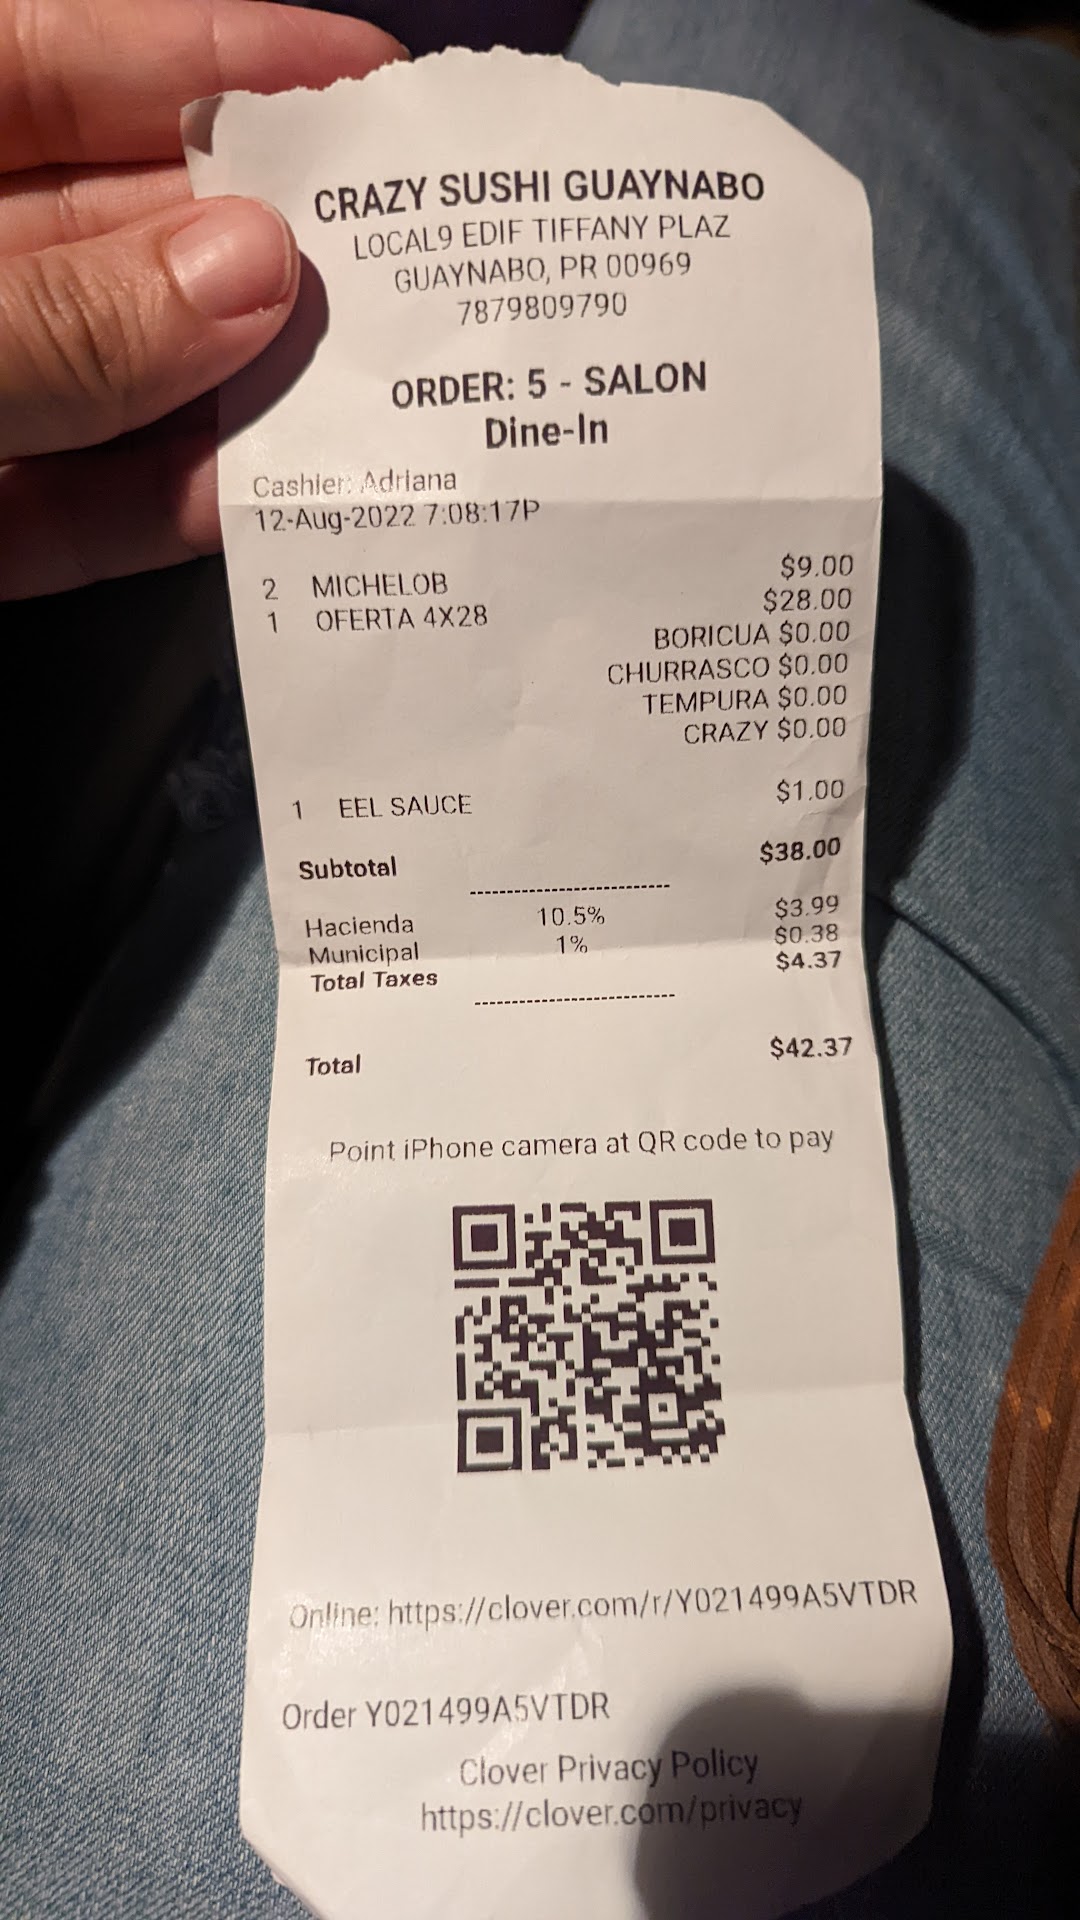 CRAZY SUSHI GUAYNABO
LOCAL9 EDIF TIFFANY PLAZ
GUAYNABO, PR 00969
7879809790
ORDER: 5 - SALON
Dine-In
Cashier: Adriana
12-Aug-2022 7:08:17P
2 MICHELOB $9.00
1 OFERTA 4X28 $28.00
BORICUA $0.00
CHURRASCO $0.00
TEMPURA $0.00
CRAZY $0.00
1 EEL SAUCE $1.00
Subtotal $38.00
Hacienda 10.5% $3.99
Municipal 1% $0.38
Total Taxes $4.37
Total $42.37
Point iPhone camera at QR code to pay
Online: https://clover.com/r/Y021499A5VTDR
Order Y021499A5VTDR
Clover Privacy Policy
https://clover.com/privacy